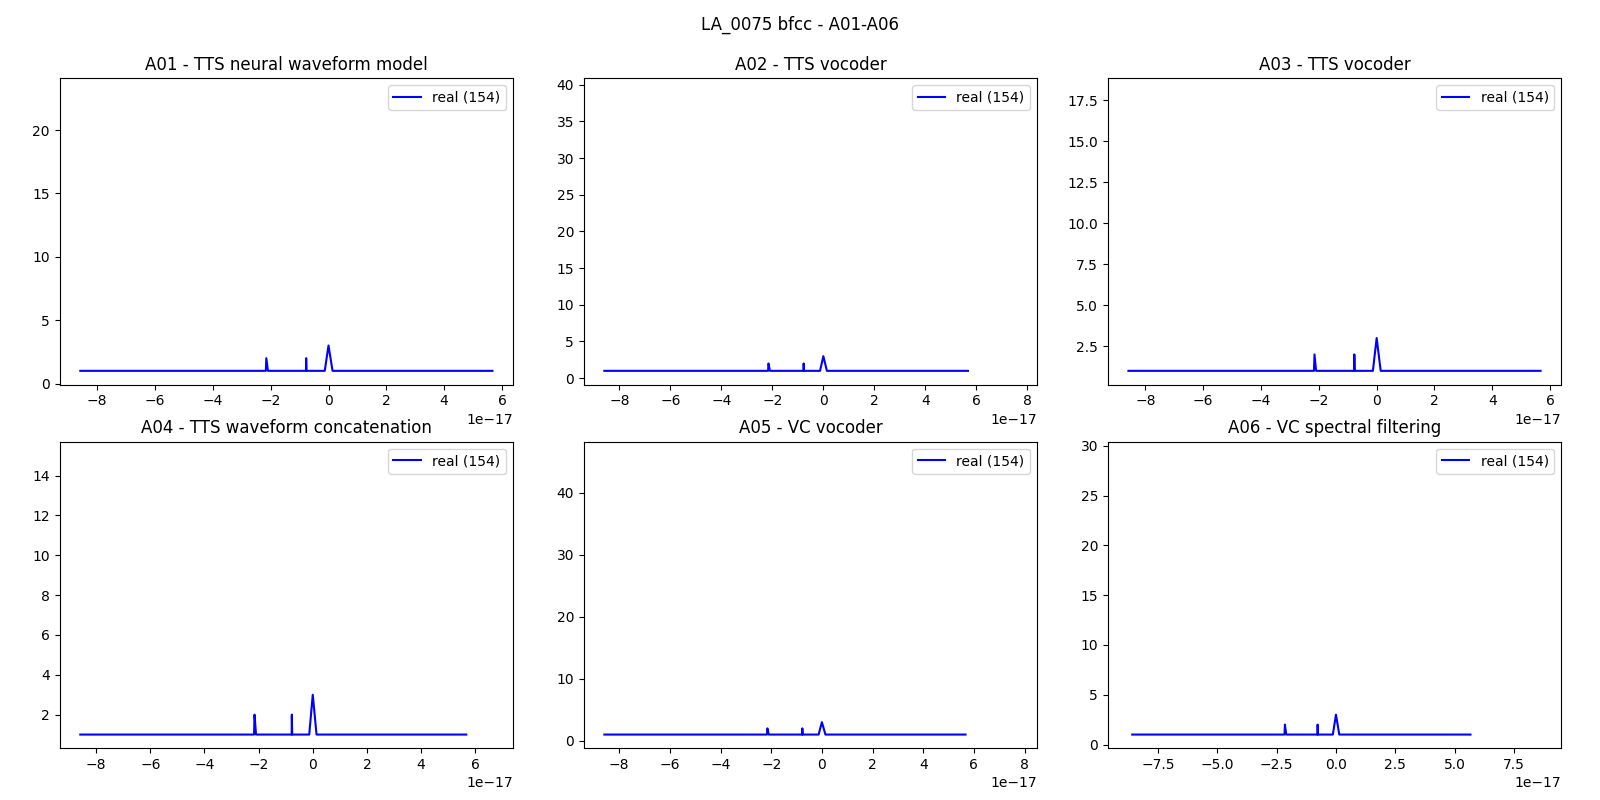 LA_0075 bfcc - A01-A06
A01 - TTS neural waveform model
real (154)
20
15
10
5
0
−8 −6 −4 −2 0 2 4 6
1e−17
A02 - TTS vocoder
real (154)
40
35
30
25
20
15
10
5
0
−8 −6 −4 −2 0 2 4 6 8
1e−17
A03 - TTS vocoder
real (154)
17.5
15.0
12.5
10.0
7.5
5.0
2.5
−8 −6 −4 −2 0 2 4 6
1e−17
A04 - TTS waveform concatenation
real (154)
14
12
10
8
6
4
2
−8 −6 −4 −2 0 2 4 6
1e−17
A05 - VC vocoder
real (154)
40
30
20
10
0
−8 −6 −4 −2 0 2 4 6 8
1e−17
A06 - VC spectral filtering
real (154)
30
25
20
15
10
5
0
−7.5 −5.0 −2.5 0.0 2.5 5.0 7.5
1e−17